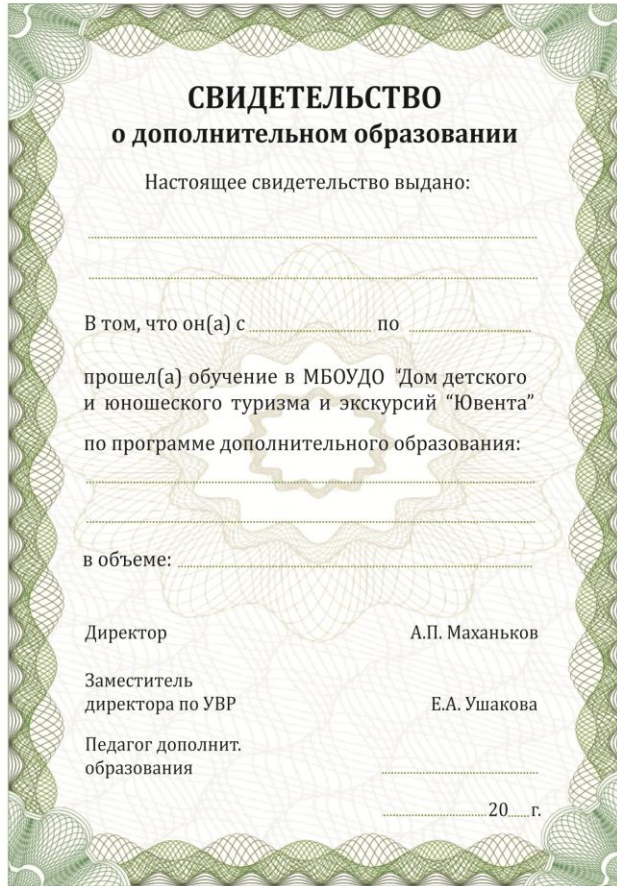 СВИДЕТЕЛЬСТВО
о дополнительном образовании
Настоящее свидетельство выдано:
В том, что он(а) с по
прошел(а) обучение в МБОУДО "Дом детского
и юношеского туризма и экскурсий “Ювента”
по программе дополнительного образования:
в объеме:
Директор А.П. Маханьков
Заместитель
директора по УВР Е.А. Ушакова
Педагог дополнит.
образования
20 г.